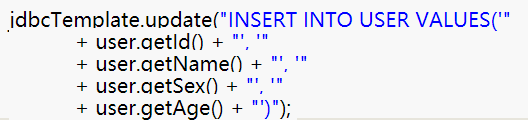 jdbcTemplate.update("INSERT INTO USER VALUES('"
+ user.getId() + "', '"
+ user.getName() + "', '"
+ user.getSex() + "', '"
+ user.getAge() + "')");